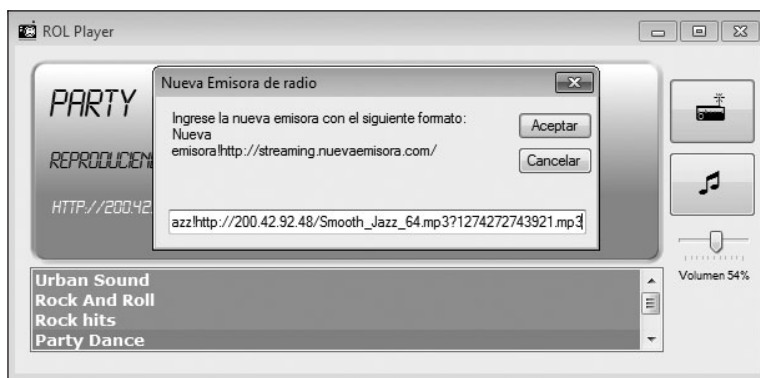 ROL Player
PARTY
REPRODUCIEN
HTTP://200.42.
Nueva Emisora de radio
Ingrese la nueva emisora con el siguiente formato:
Nueva
emisora!http://streaming.nuevaemisora.com/
Aceptar
Cancelar
azz!http://200.42.92.48/Smooth_Jazz_64.mp3?1274272743921.mp3
Volumen 54%
Urban Sound
Rock And Roll
Rock hits
Party Dance